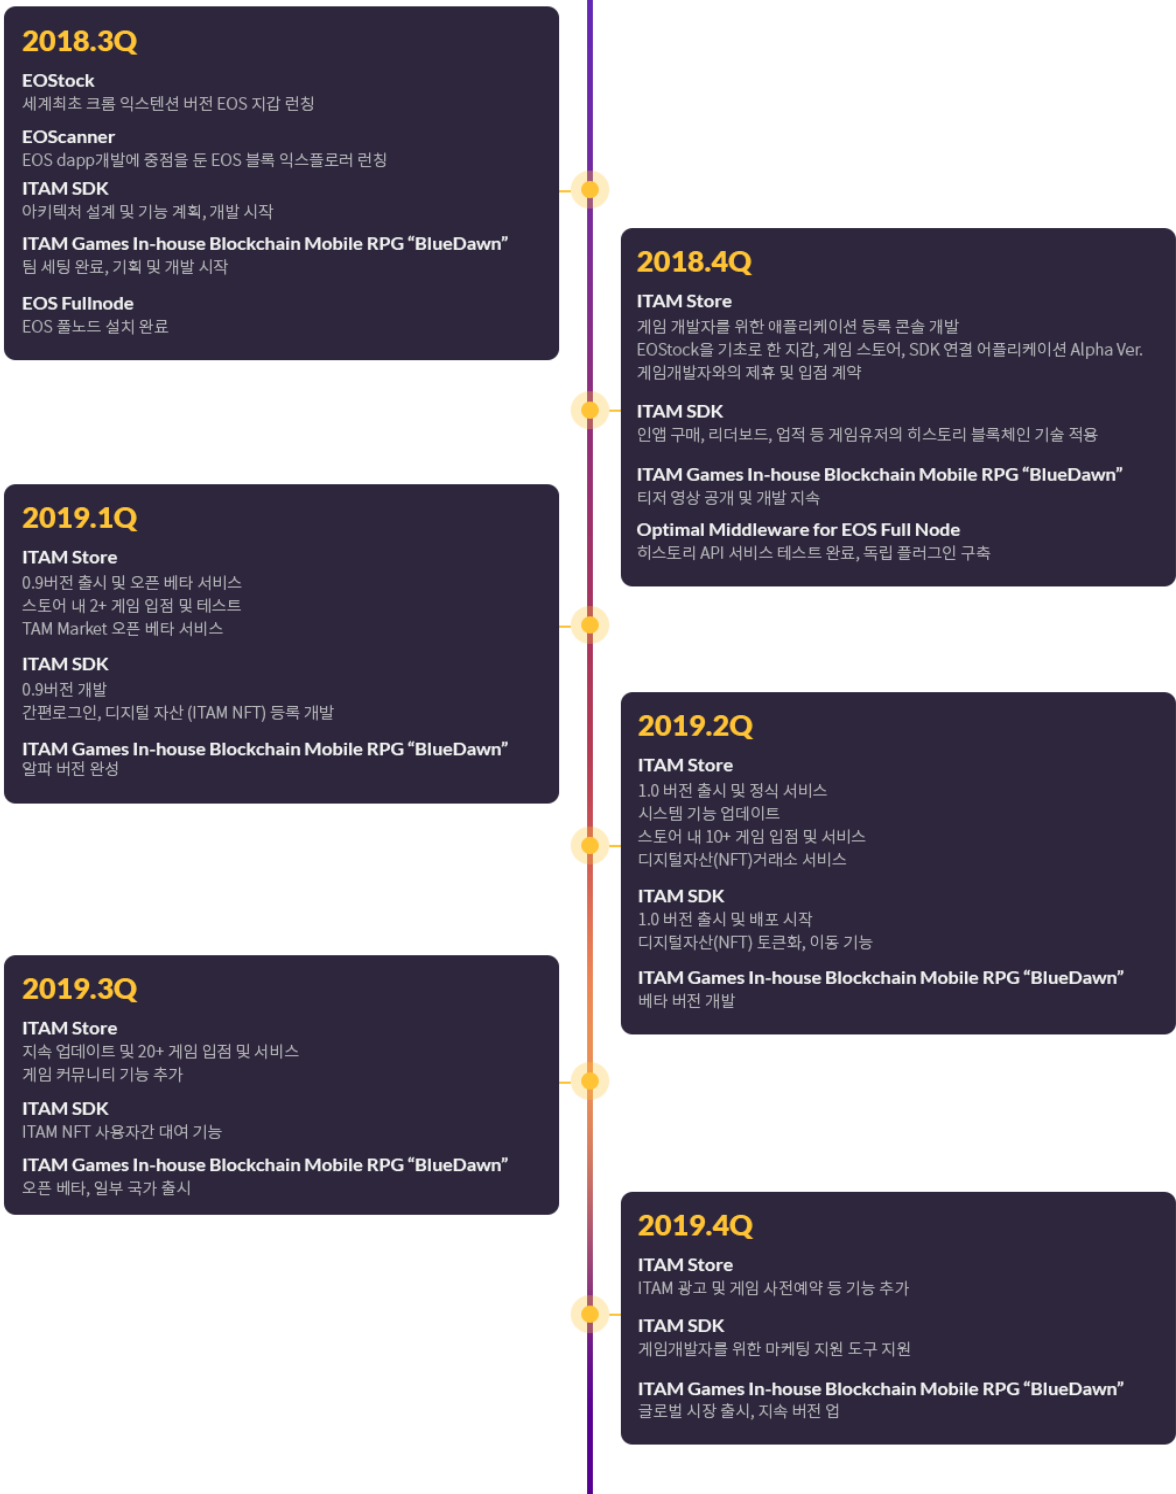 2018.3Q
EOStock
세계최초 크롬 익스텐션 버전 EOS 지갑 런칭
EOScanner
EOS dapp개발에 중점을 둔 EOS 블록 익스플로러 런칭
ITAM SDK
아키텍처 설계 및 기능 계획, 개발 시작
ITAM Games In-house Blockchain Mobile RPG “BlueDawn”
팀 세팅 완료, 기획 및 개발 시작
EOS Fullnode
EOS 풀노드 설치 완료
2018.4Q
ITAM Store
게임 개발자를 위한 애플리케이션 등록 콘솔 개발
EOStock을 기초로 한 지갑, 게임 스토어, SDK 연결 어플리케이션 Alpha Ver.
게임개발자와의 제휴 및 입점 계약
ITAM SDK
인앱 구매, 리더보드, 업적 등 게임유저의 히스토리 블록체인 기술 적용
ITAM Games In-house Blockchain Mobile RPG “BlueDawn”
티저 영상 공개 및 개발 지속
Optimal Middleware for EOS Full Node
히스토리 API 서비스 테스트 완료, 독립 플러그인 구축
2019.1Q
ITAM Store
0.9버전 출시 및 오픈 베타 서비스
스토어 내 2+ 게임 입점 및 테스트
TAM Market 오픈 베타 서비스
ITAM SDK
0.9버전 개발
간편로그인, 디지털 자산 (ITAM NFT) 등록 개발
ITAM Games In-house Blockchain Mobile RPG “BlueDawn”
알파 버전 완성
2019.2Q
ITAM Store
1.0 버전 출시 및 정식 서비스
시스템 기능 업데이트
스토어 내 10+ 게임 입점 및 서비스
디지털자산(NFT)거래소 서비스
ITAM SDK
1.0 버전 출시 및 배포 시작
디지털자산(NFT) 토큰화, 이동 기능
ITAM Games In-house Blockchain Mobile RPG “BlueDawn”
베타 버전 개발
2019.3Q
ITAM Store
지속 업데이트 및 20+ 게임 입점 및 서비스
게임 커뮤니티 기능 추가
ITAM SDK
ITAM NFT 사용자간 대여 기능
ITAM Games In-house Blockchain Mobile RPG “BlueDawn”
오픈 베타, 일부 국가 출시
2019.4Q
ITAM Store
ITAM 광고 및 게임 사전예약 등 기능 추가
ITAM SDK
게임개발자를 위한 마케팅 지원 도구 지원
ITAM Games In-house Blockchain Mobile RPG “BlueDawn”
글로벌 시장 출시, 지속 버전 업